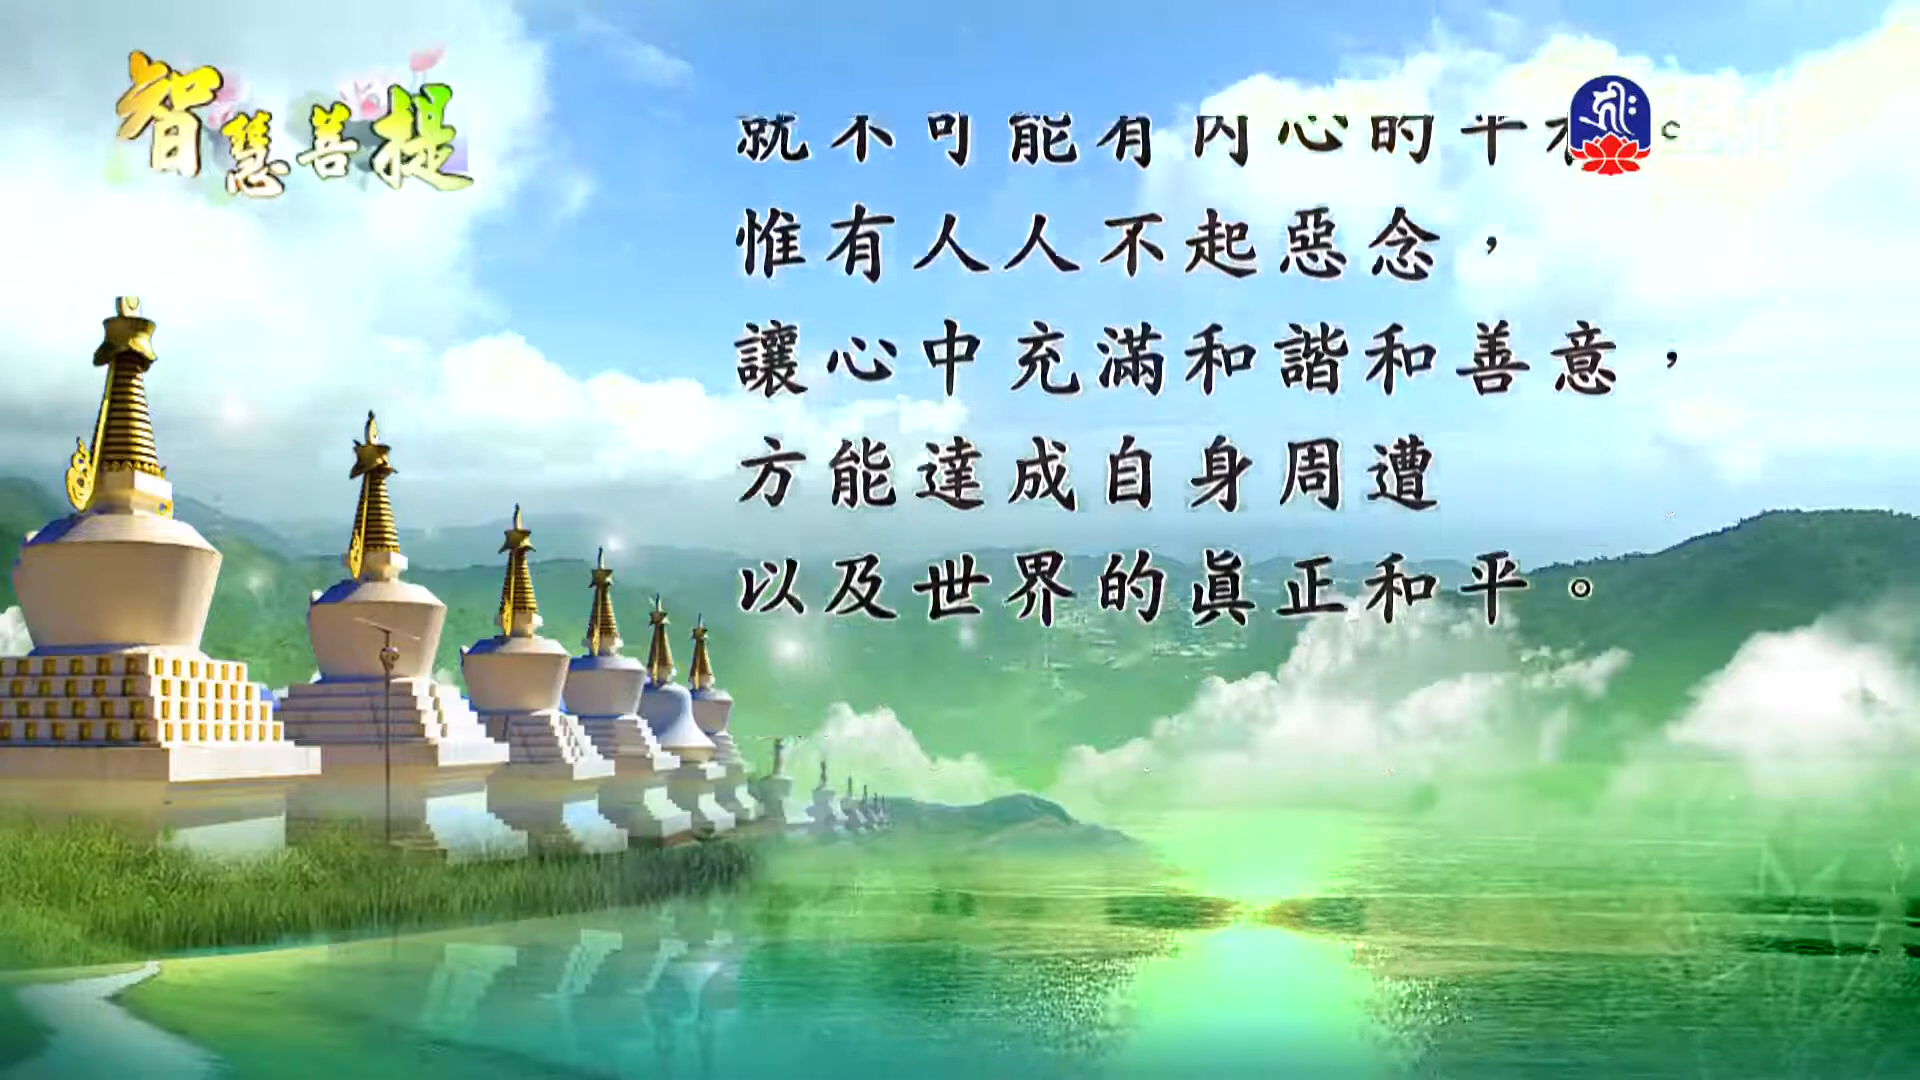 智慧菩提
就不可能有內心的平和。
惟有人人不起惡念，
讓心中充滿和諧和善意，
方能達成自身周遭
以及世界的真正和平。